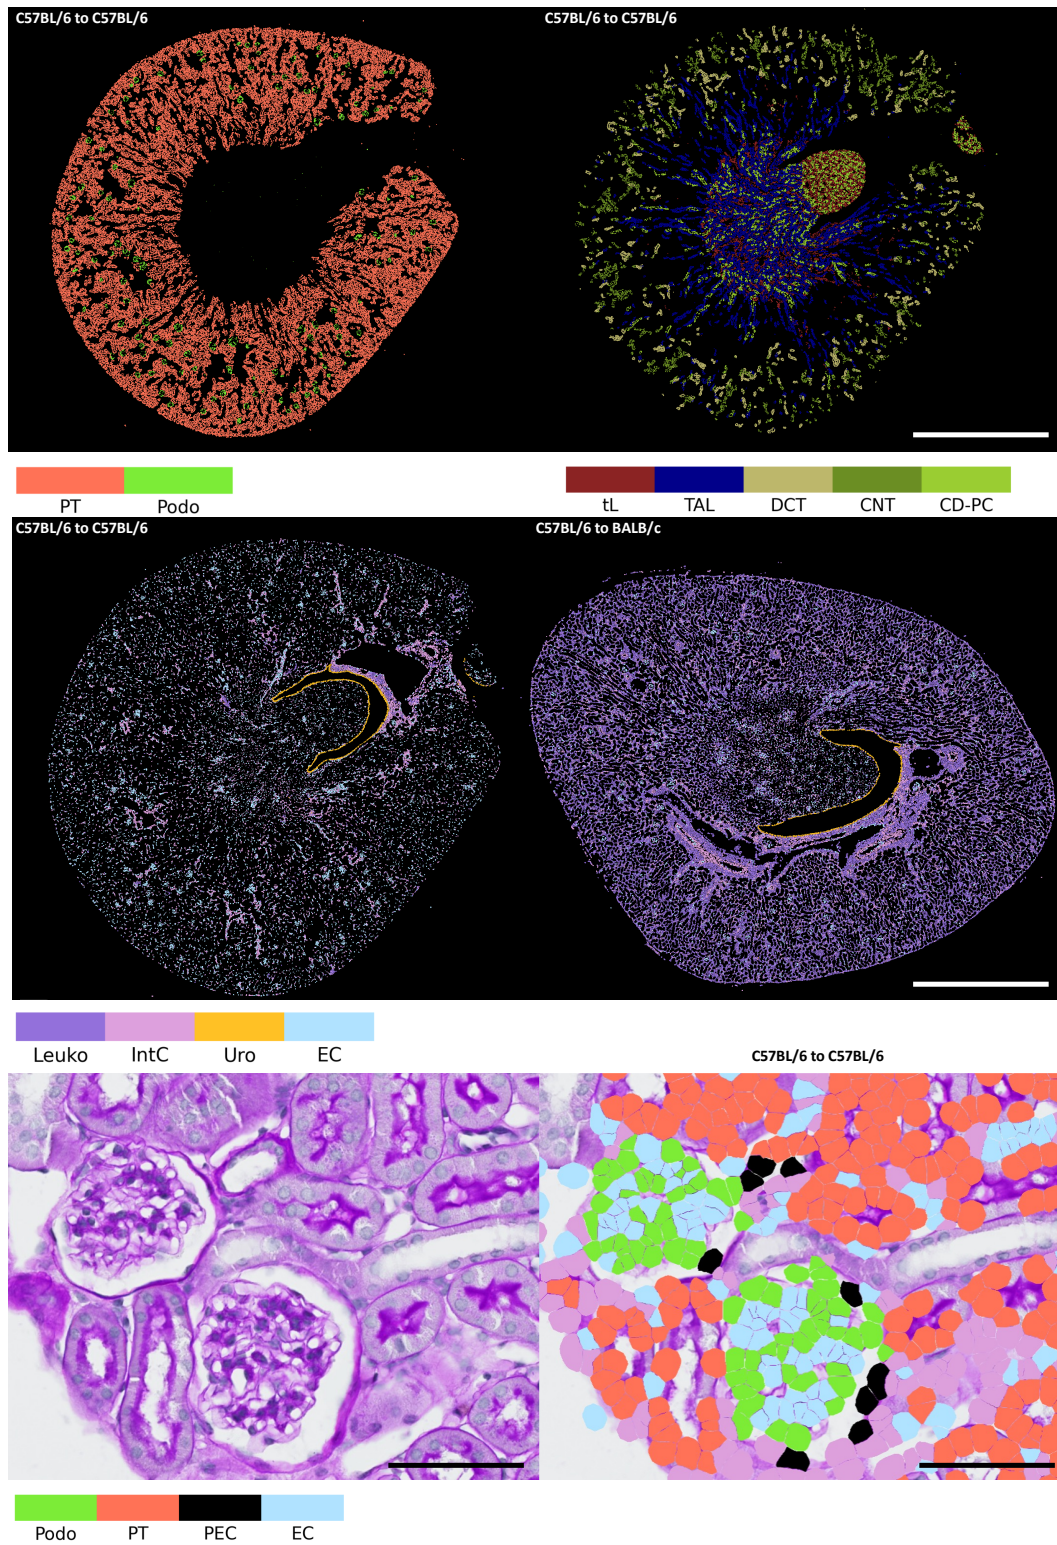 C57BL/6 to C57BL/6
C57BL/6 to C57BL/6
PT Podo
tL TAL DCT CNT CD-PC
C57BL/6 to C57BL/6
C57BL/6 to BALB/c
Leuko IntC Uro EC
C57BL/6 to C57BL/6
Podo PT PEC EC